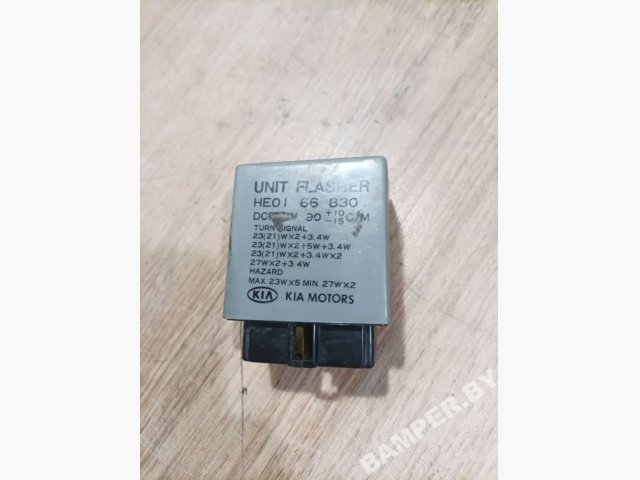 UNIT FLASHER
HE01 66 830
90 +10 -15 C/M
TURN SIGNAL
23(21)W×2+3.4W
23(21)W×2+5W+3.4W
23(21)W×2+3.4W×2
27W×2+3.4W
HAZARD
MAX. 23W×5 MIN. 27W×2
KIA KIA MOTORS
BAMPER.BY